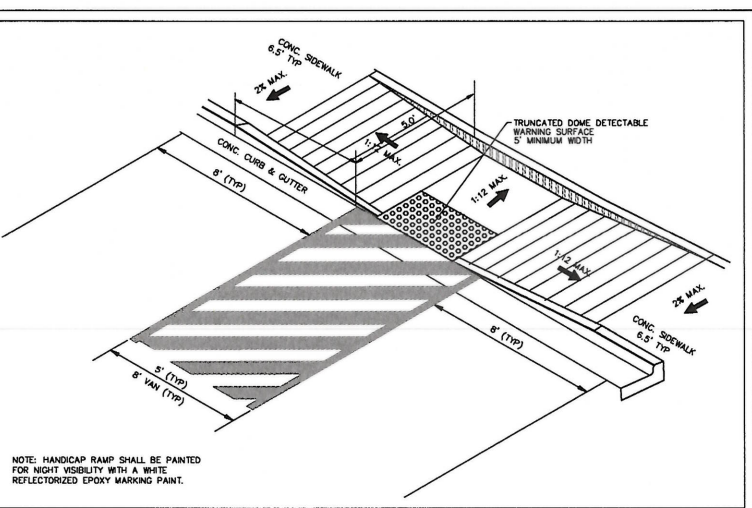 CONC. SIDEWALK
6.5' TYP
2% MAX.
5.0'
1:12 MAX.
TRUNCATED DOME DETECTABLE
WARNING SURFACE
5' MINIMUM WIDTH
CONC. CURB & GUTTER
8' (TYP)
1:12 MAX.
1:12 MAX.
2% MAX.
CONC. SIDEWALK
6.5' TYP
8' (TYP)
5' (TYP)
8' VAN (TYP)
NOTE: HANDICAP RAMP SHALL BE PAINTED
FOR NIGHT VISIBILITY WITH A WHITE
REFLECTORIZED EPOXY MARKING PAINT.